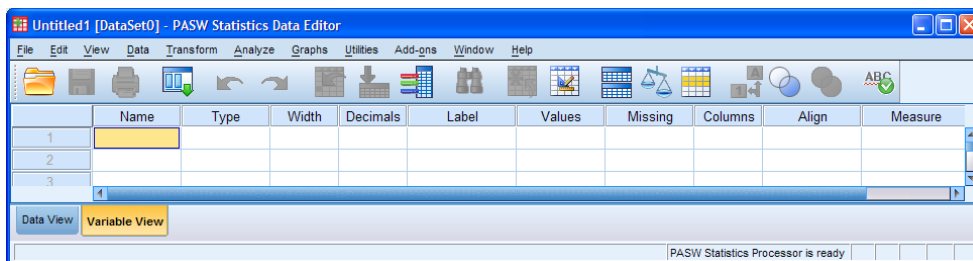 Untitled1 [DataSet0] - PASW Statistics Data Editor
File Edit View Data Transform Analyze Graphs Utilities Add-ons Window Help
A
1 4
ABC
Name Type Width Decimals Label Values Missing Columns Align Measure
1
2
3
Data View Variable View
PASW Statistics Processor is ready